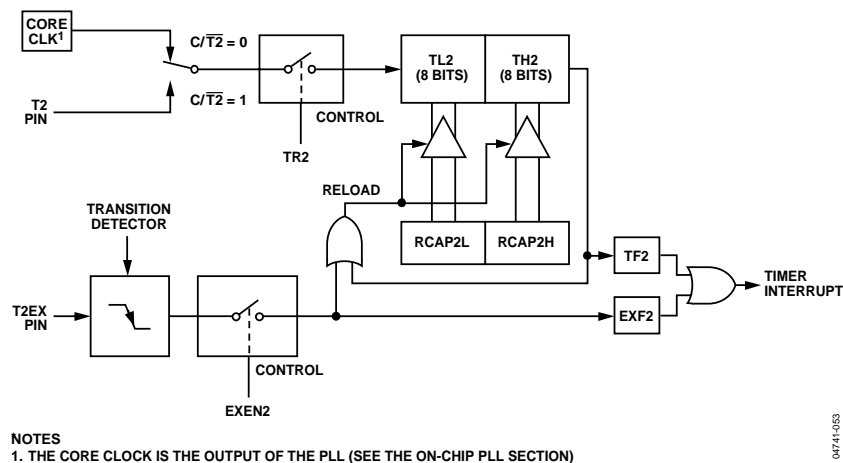 CORE
CLK1
C/T2 = 0
C/T2 = 1
T2
PIN
CONTROL
TR2
TL2
(8 BITS)
TH2
(8 BITS)
RELOAD
RCAP2L
RCAP2H
TRANSITION
DETECTOR
T2EX
PIN
CONTROL
EXEN2
TF2
EXF2
TIMER
INTERRUPT
NOTES
1. THE CORE CLOCK IS THE OUTPUT OF THE PLL (SEE THE ON-CHIP PLL SECTION)
04741-053